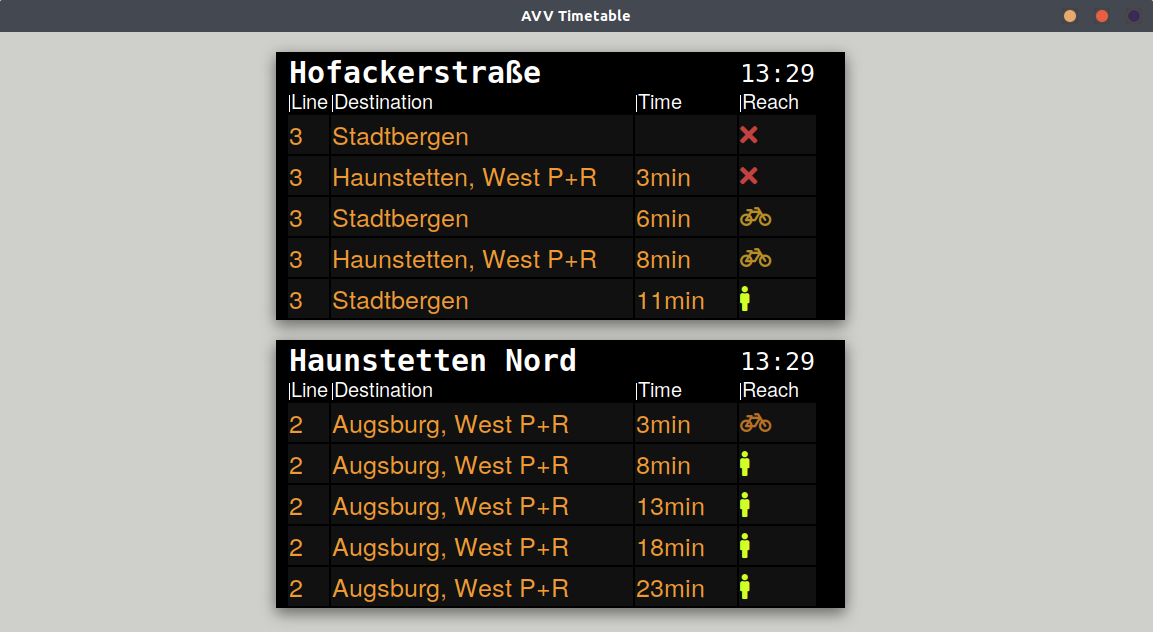 AVV Timetable
Hofackerstraße 13:29
Line Destination Time Reach
3 Stadtbergen
3 Haunstetten, West P+R 3min
3 Stadtbergen 6min
3 Haunstetten, West P+R 8min
3 Stadtbergen 11min
Haunstetten Nord 13:29
Line Destination Time Reach
2 Augsburg, West P+R 3min
2 Augsburg, West P+R 8min
2 Augsburg, West P+R 13min
2 Augsburg, West P+R 18min
2 Augsburg, West P+R 23min